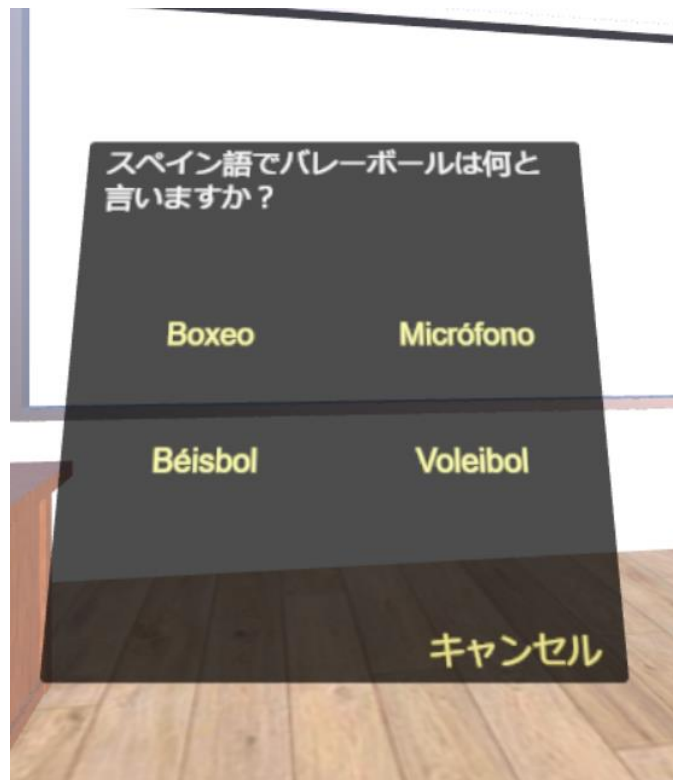 スペイン語でバレーボールは何と
言いますか？
Boxeo Micrófono
Béisbol Voleibol
キャンセル